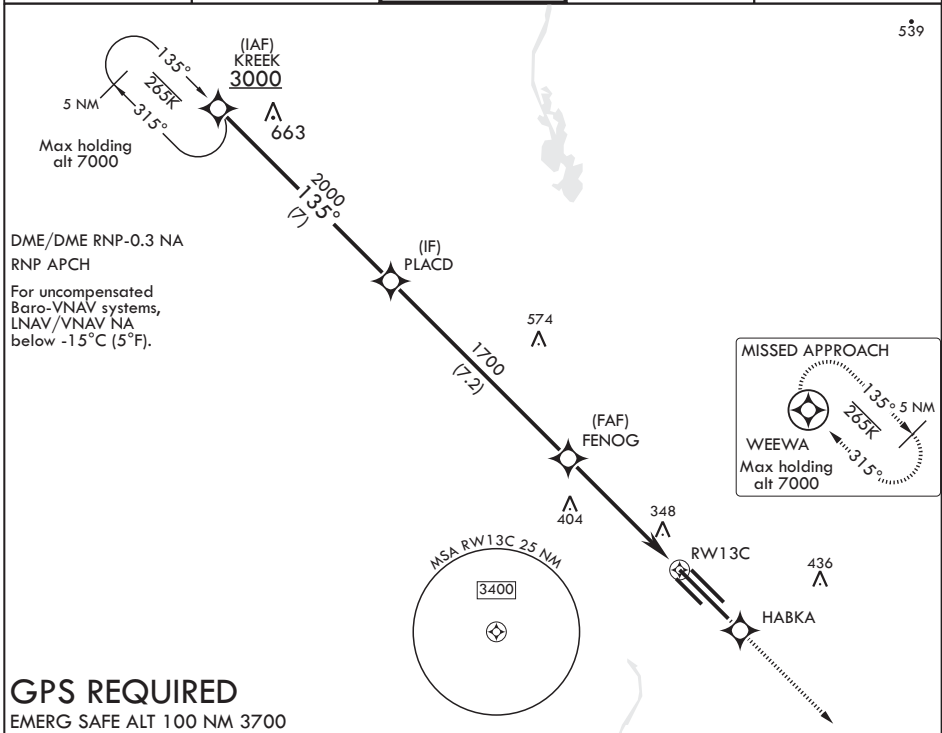 539
(IAF)
KREEK
3000
135°
265K
315°
5 NM
Max holding
alt 7000
663
2000
135°
(7)
DME/DME RNP-0.3 NA
RNP APCH
For uncompensated
Baro-VNAV systems,
LNAV/VNAV NA
below -15°C (5°F).
(IF)
PLACD
574
1700
(7.2)
MISSED APPROACH
135°
5 NM
265K
315°
WEEWA
Max holding
alt 7000
(FAF)
FENOG
404
348
RW13C
436
MSA RW13C 25 NM
3400
HABKA
GPS REQUIRED
EMERG SAFE ALT 100 NM 3700